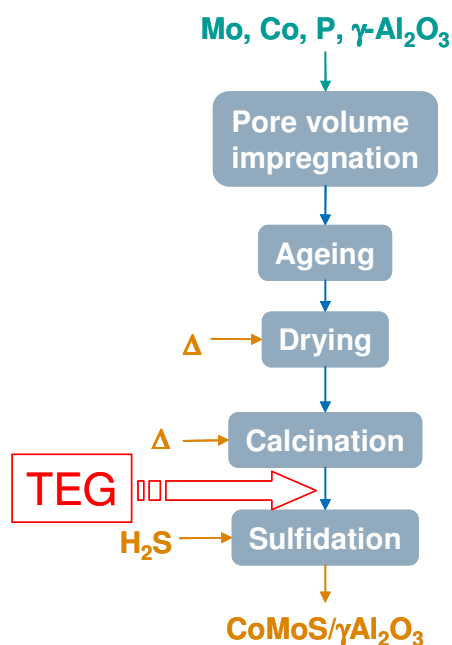 Mo, Co, P, γ-Al₂O₃
Pore volume
impregnation
Ageing
Δ
Drying
Δ
Calcination
TEG
H₂S
Sulfidation
CoMoS/γAl₂O₃